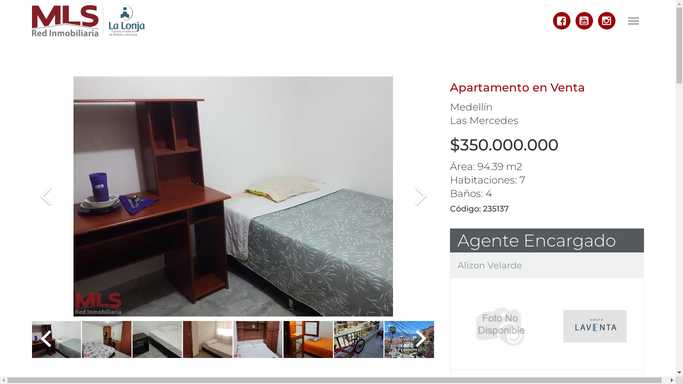 MLS
Red Inmobiliaria
La Lonja
Apartamento en Venta
Medellín
Las Mercedes
$350.000.000
Área: 94.39 m2
Habitaciones: 7
Baños: 4
Código: 235137
Agente Encargado
Alizon Velarde
Foto No
Disponible
LAVENTA
MLS
Red Inmobiliaria